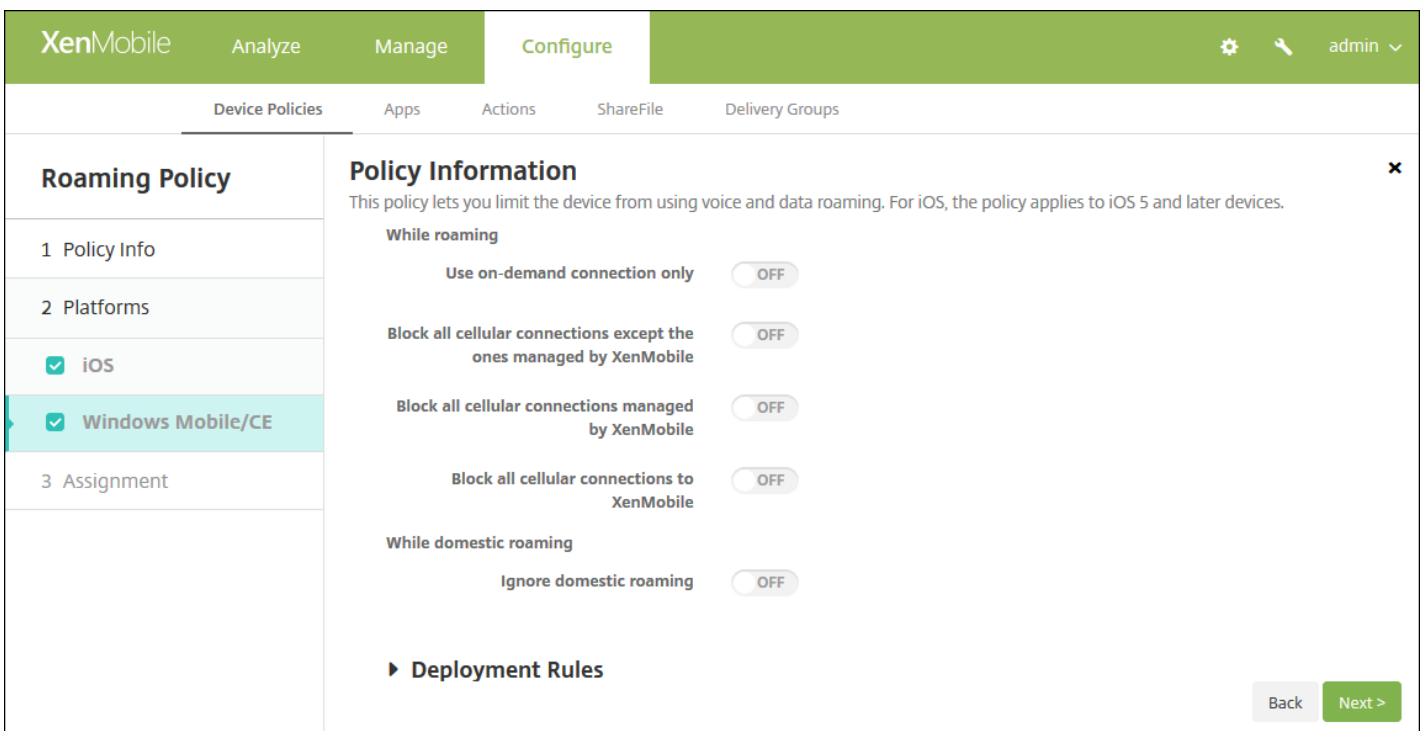 XenMobile Analyze Manage Configure admin
Device Policies Apps Actions ShareFile Delivery Groups
Roaming Policy
1 Policy Info
2 Platforms
iOS
Windows Mobile/CE
3 Assignment
Policy Information
This policy lets you limit the device from using voice and data roaming. For iOS, the policy applies to iOS 5 and later devices.
While roaming
Use on-demand connection only OFF
Block all cellular connections except the
ones managed by XenMobile OFF
Block all cellular connections managed
by XenMobile OFF
Block all cellular connections to
XenMobile OFF
While domestic roaming
Ignore domestic roaming OFF
Deployment Rules
Back Next >